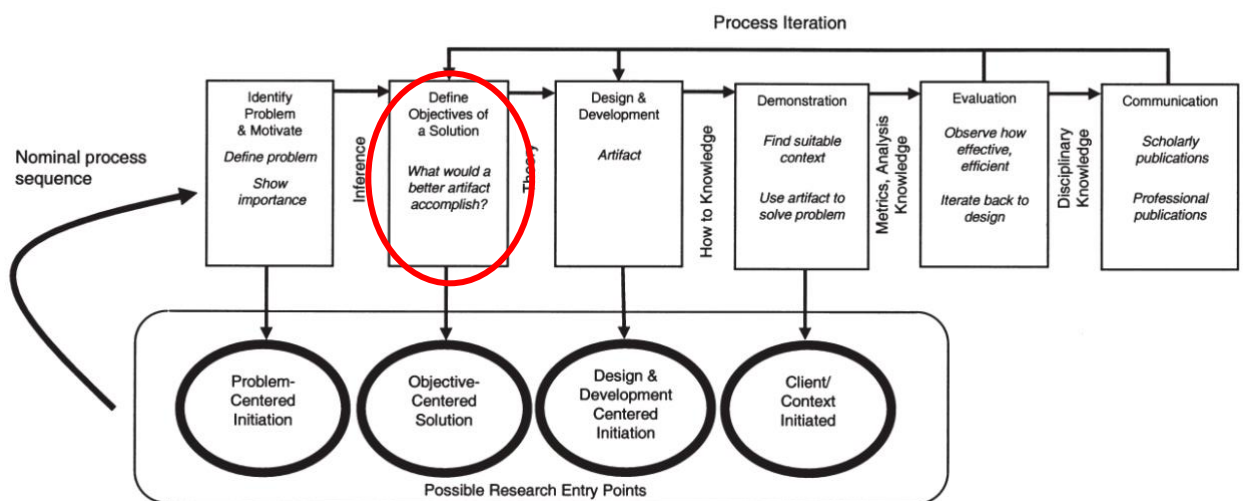 Process Iteration
Nominal process
sequence
Identify
Problem
& Motivate
Define problem
Show
importance
Inference
Define
Objectives of
a Solution
What would a
better artifact
accomplish?
Theory
Design &
Development
Artifact
How to Knowledge
Demonstration
Find suitable
context
Use artifact to
solve problem
Metrics, Analysis
Knowledge
Evaluation
Observe how
effective,
efficient
Iterate back to
design
Disciplinary
Knowledge
Communication
Scholarly
publications
Professional
publications
Problem-
Centered
Initiation
Objective-
Centered
Solution
Design &
Development
Centered
Initiation
Client/
Context
Initiated
Possible Research Entry Points